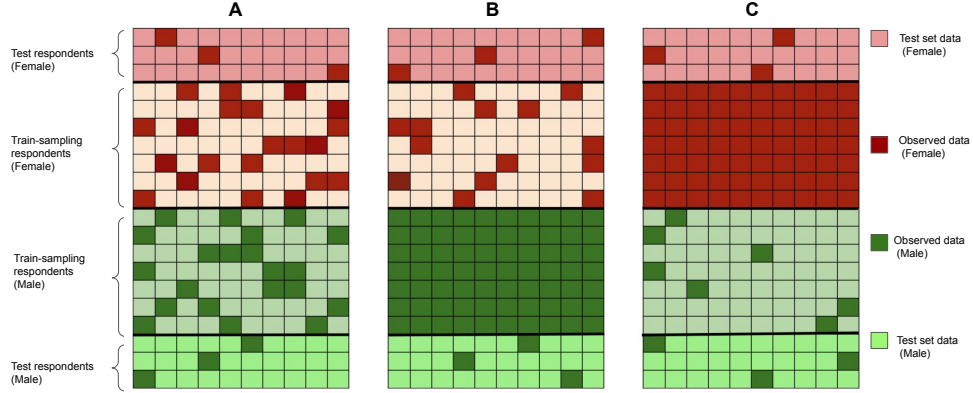 A
B
C
Test respondents
(Female)
Train-sampling
respondents
(Female)
Train-sampling
respondents
(Male)
Test respondents
(Male)
Test set data
(Female)
Observed data
(Female)
Observed data
(Male)
Test set data
(Male)